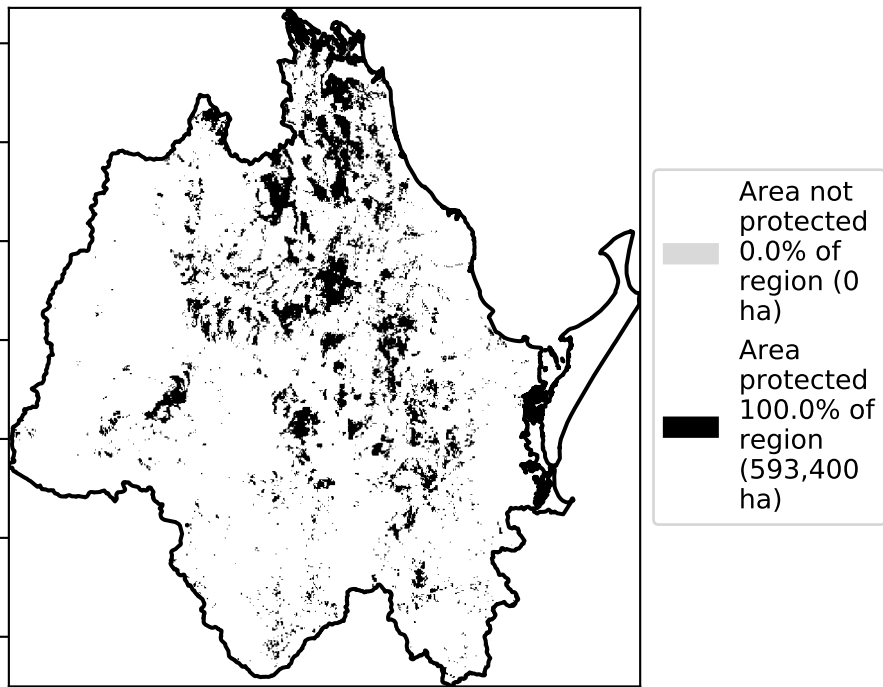 Area not
protected
0.0% of
region (0
ha)
Area
protected
100.0% of
region
(593,400
ha)